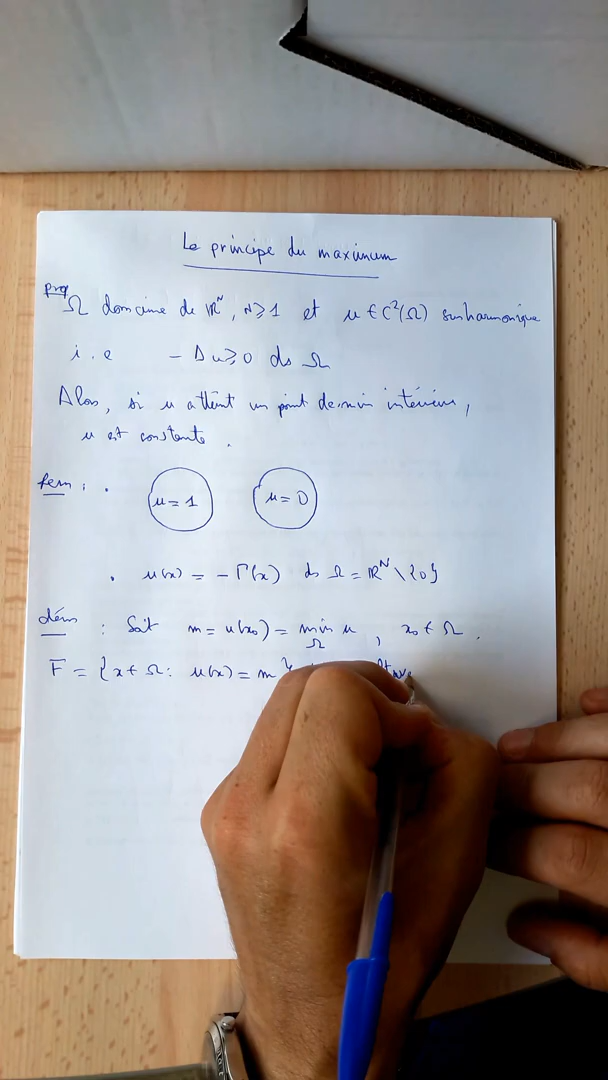 Le principe du maximum
prop Ω domaine de ℝᴺ, N≥1 et u ∈ C²(Ω) surharmonique
i.e -Δu≥0 ds Ω
Alors, si u atteint un point de min intérieur,
u est constante.
rem : . u=1 u=0
. u(x) = -Γ(x) ds Ω = ℝᴺ \ {0}
dém : Soit m = u(x₀) = min u, x₀ ∈ Ω.
Ω
F = {x ∈ Ω : u(x) = m}